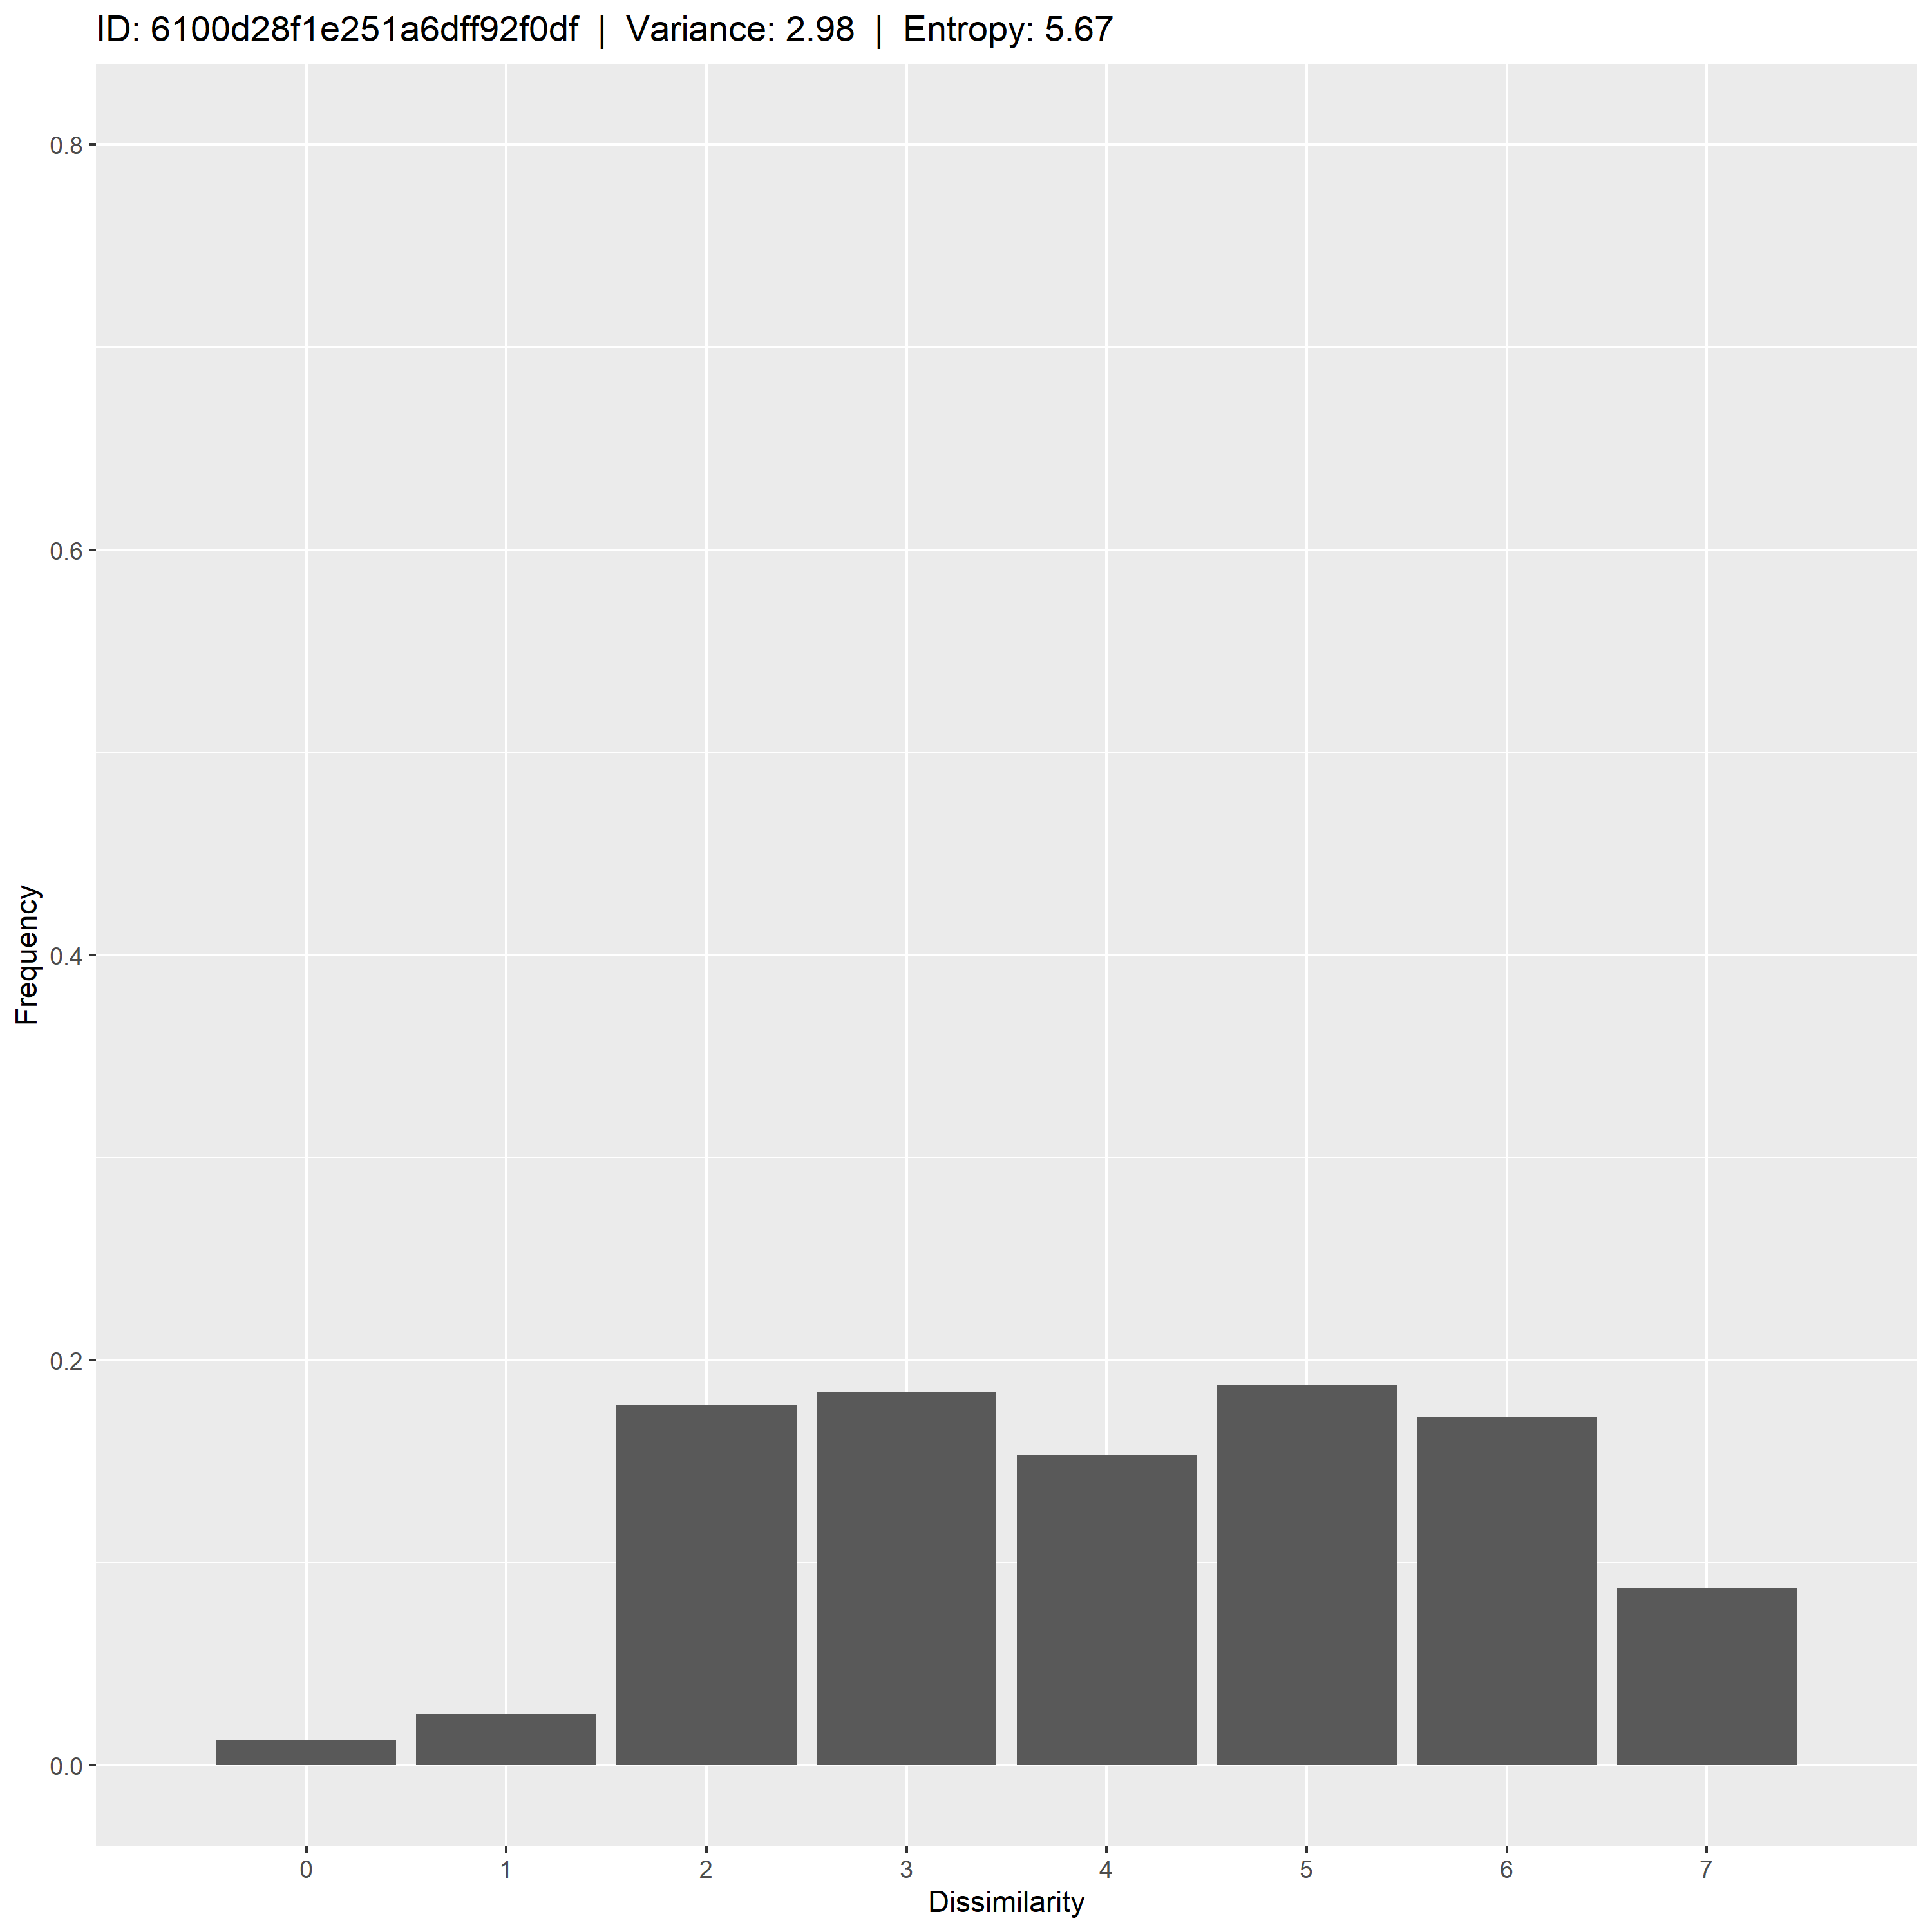 ID: 6100d28f1e251a6dff92f0df | Variance: 2.98 | Entropy: 5.67
0.8
0.6
0.4
0.2
0.0
Frequency
0 1 2 3 4 5 6 7
Dissimilarity